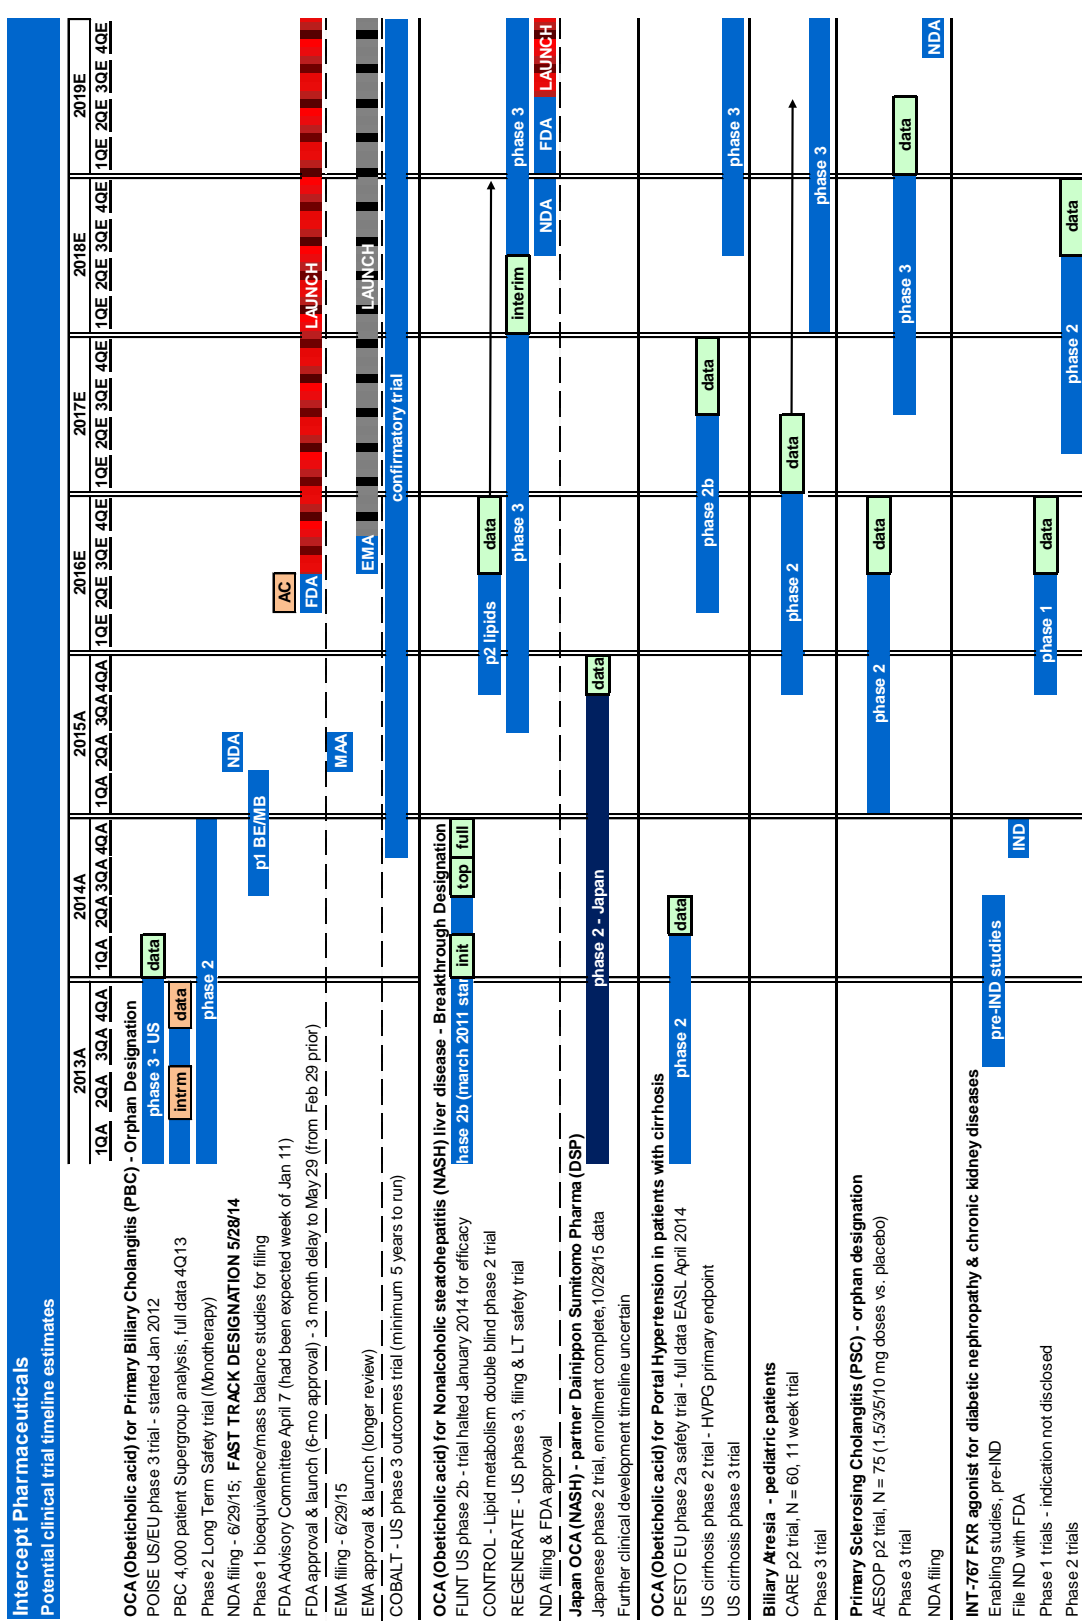 Intercept Pharmaceuticals
Potential clinical trial timeline estimates
2013A 2014A 2015A 2016E 2017E 2018E 2019E
1QA 2QA 3QA 4QA 1QA 2QA 3QA 4QA 1QA 2QA 3QA 4QA 1QE 2QE 3QE 4QE 1QE 2QE 3QE 4QE 1QE 2QE 3QE 4QE 1QE 2QE 3QE 4QE
OCA (Obeticholic acid) for Primary Biliary Cholangitis (PBC) - Orphan Designation
POISE US/EU phase 3 trial - started Jan 2012 phase 3 - US data
PBC 4,000 patient Supergroup analysis, full data 4Q13 intrm data
Phase 2 Long Term Safety trial (Monotherapy) phase 2
NDA filing - 6/29/15; FAST TRACK DESIGNATION 5/28/14 NDA
Phase 1 bioequivalence/mass balance studies for filing p1 BE/MB
FDA Advisory Committee April 7 (had been expected week of Jan 11) AC
FDA approval & launch (6-mo approval) - 3 month delay to May 29 (from Feb 29 prior) FDA LAUNCH
EMA filing - 6/29/15 MAA
EMA approval & launch (longer review) EMA LAUNCH
COBALT - US phase 3 outcomes trial (minimum 5 years to run) confirmatory trial
OCA (Obeticholic acid) for Nonalcoholic steatohepatitis (NASH) liver disease - Breakthrough Designation
FLINT US phase 2b - trial halted January 2014 for efficacy hase 2b (march 2011 star init top full
CONTROL - Lipid metabolism double blind phase 2 trial p2 lipids data
REGENERATE - US phase 3, filing & LT safety trial phase 3 interim phase 3
NDA filing & FDA approval NDA FDA LAUNCH
Japan OCA (NASH) - partner Dainippon Sumitomo Pharma (DSP)
Japanese phase 2 trial, enrollment complete,10/28/15 data phase 2 - Japan data
Further clinical development timeline uncertain
OCA (Obeticholic acid) for Portal Hypertension in patients with cirrhosis
PESTO EU phase 2a safety trial - full data EASL April 2014 phase 2 data
US cirrhosis phase 2 trial - HVPG primary endpoint phase 2b data
US cirrhosis phase 3 trial phase 3
Biliary Atresia - pediatric patients
CARE p2 trial, N = 60, 11 week trial phase 2 data
Phase 3 trial phase 3
Primary Sclerosing Cholangitis (PSC) - orphan designation
AESOP p2 trial, N = 75 (1.5/3/5/10 mg doses vs. placebo) phase 2 data
Phase 3 trial phase 3 data
NDA filing NDA
INT-767 FXR agonist for diabetic nephropathy & chronic kidney diseases
Enabling studies, pre-IND pre-IND studies
File IND with FDA IND
Phase 1 trials - indication not disclosed phase 1 data
Phase 2 trials phase 2 data